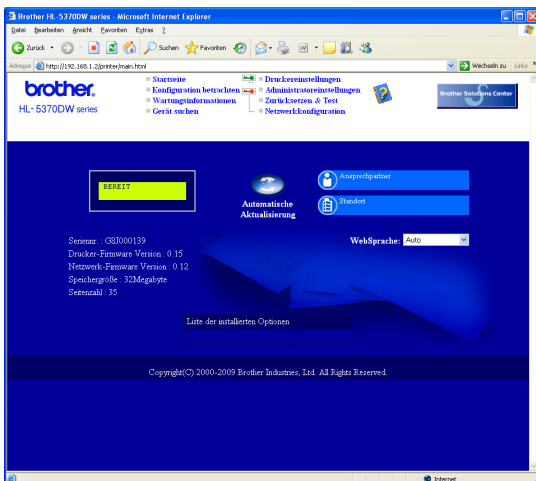 Brother HL-5370DW series - Microsoft Internet Explorer
Datei Bearbeiten Ansicht Favoriten Extras ?
Zurück Suchen Favoriten
Adresse http://192.168.1.2/printer/main.html Wechseln zu Links
brother.
HL-5370DW series
Startseite Druckereinstellungen
Konfiguration betrachten Administratoreinstellungen
Wartungsinformationen Zurücksetzen & Test
Gerät suchen Netzwerkkonfiguration
Brother Solutions Center
BEREIT
Automatische
Aktualisierung
Ansprechpartner
Standort
Seriennr. : G8J000139
WebSprache: Auto
Drucker-Firmware Version : 0.15
Netzwerk-Firmware Version : 0.12
Speichergröße : 32Megabyte
Seitenzahl : 35
Liste der installierten Optionen
Copyright(C) 2000-2009 Brother Industries, Ltd. All Rights Reserved.
Internet